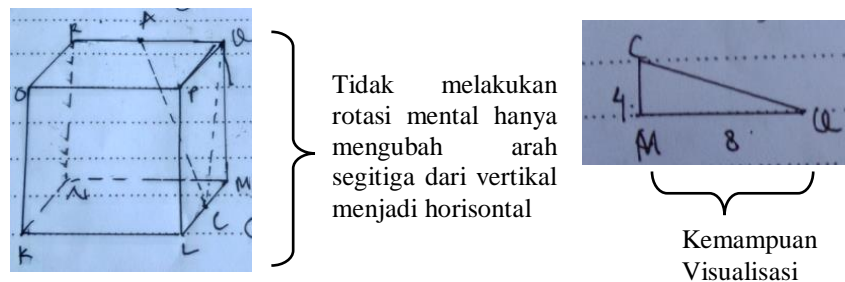 R A Q
O P
N M
C
K L
Tidak melakukan
rotasi mental hanya
mengubah arah
segitiga dari vertikal
menjadi horisontal
C
4
M 8 Q
Kemampuan
Visualisasi